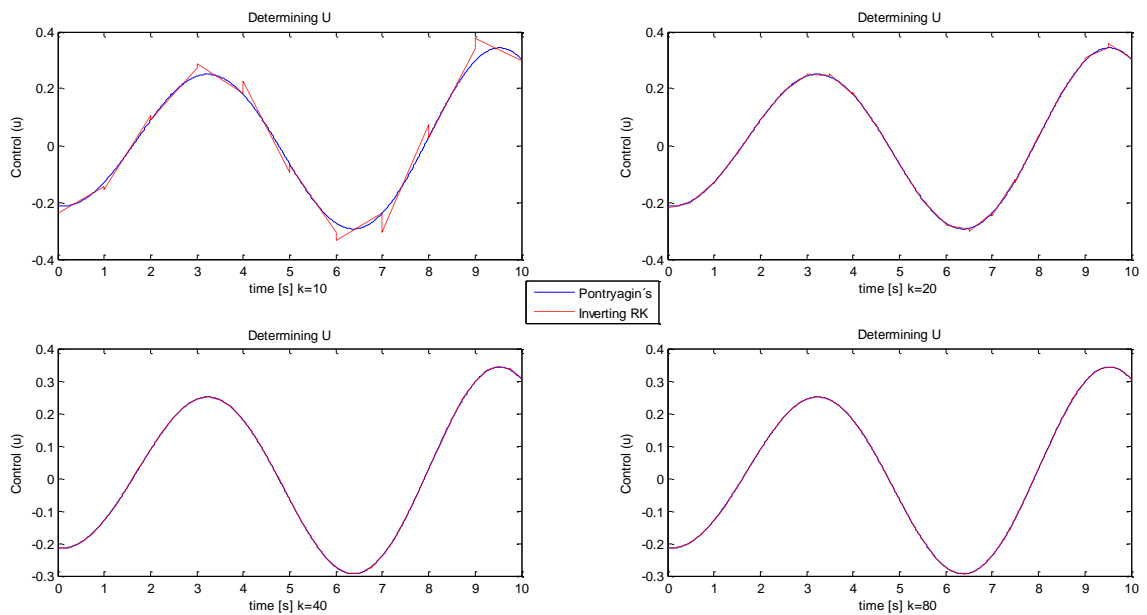 Determining U
0.4
0.2
0
-0.2
-0.4
Control (u)
0 1 2 3 4 5 6 7 8 9 10
time [s] k=10
Determining U
0.4
0.2
0
-0.2
-0.4
Control (u)
0 1 2 3 4 5 6 7 8 9 10
time [s] k=20
Pontryagin´s
Inverting RK
Determining U
0.4
0.3
0.2
0.1
0
-0.1
-0.2
-0.3
Control (u)
0 1 2 3 4 5 6 7 8 9 10
time [s] k=40
Determining U
0.4
0.3
0.2
0.1
0
-0.1
-0.2
-0.3
Control (u)
0 1 2 3 4 5 6 7 8 9 10
time [s] k=80